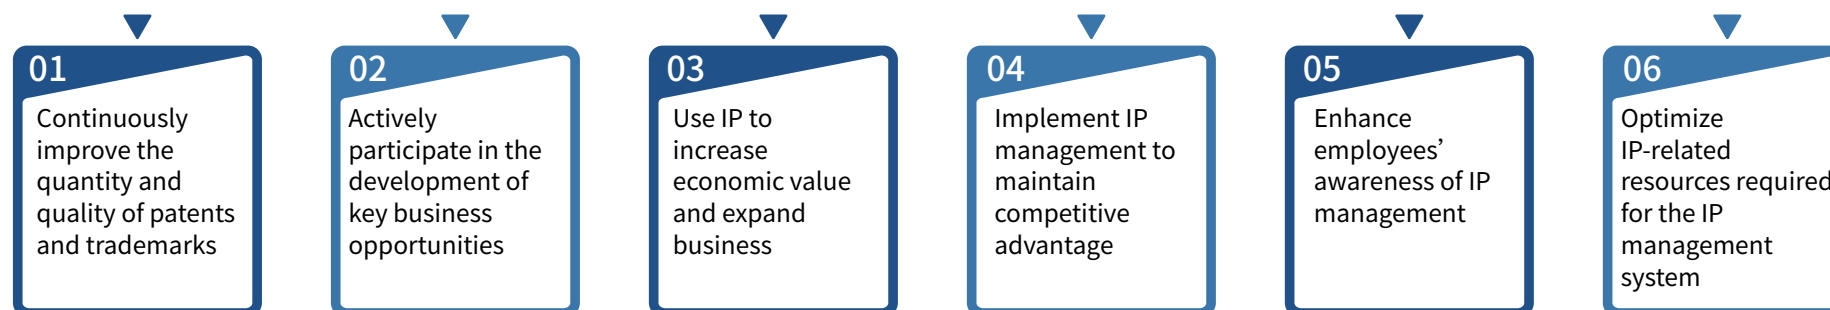 01
Continuously
improve the
quantity and
quality of patents
and trademarks
02
Actively
participate in the
development of
key business
opportunities
03
Use IP to
increase
economic value
and expand
business
04
Implement IP
management to
maintain
competitive
advantage
05
Enhance
employees’
awareness of IP
management
06
Optimize
IP-related
resources required
for the IP
management
system